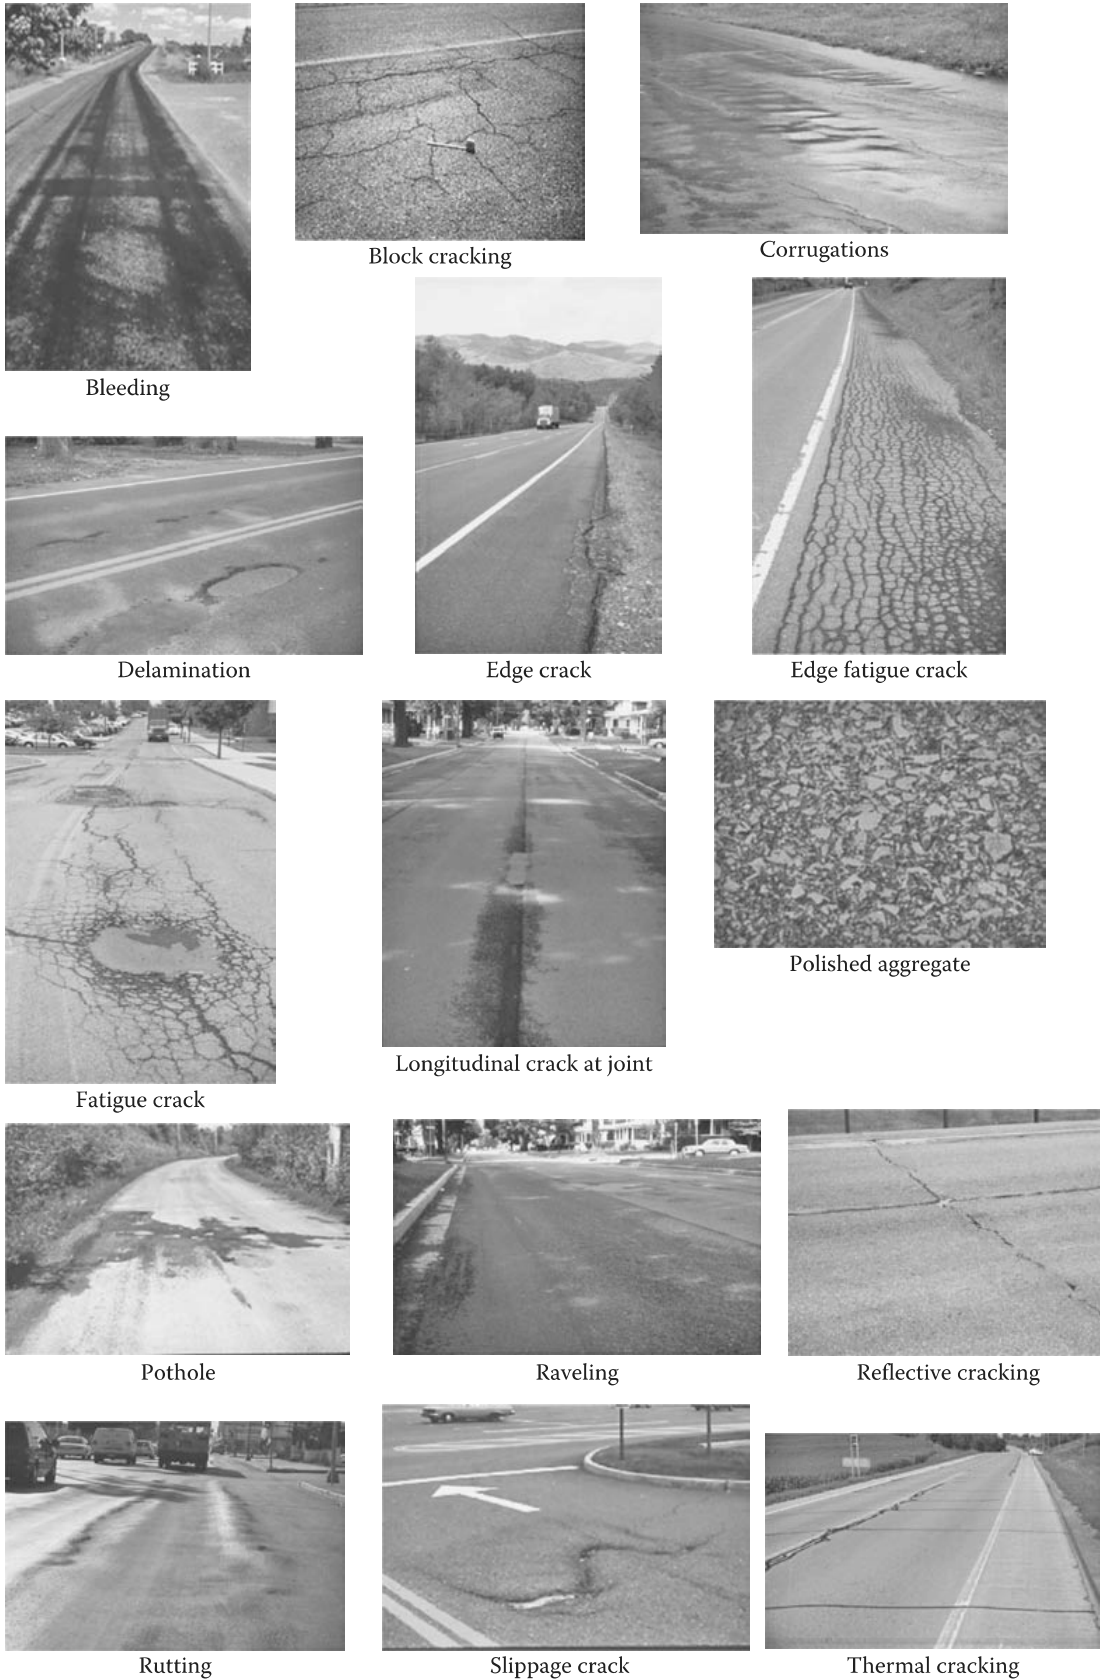 Block cracking
Corrugations
Bleeding
Delamination
Edge crack
Edge fatigue crack
Polished aggregate
Longitudinal crack at joint
Fatigue crack
Pothole
Raveling
Reflective cracking
Rutting
Slippage crack
Thermal cracking